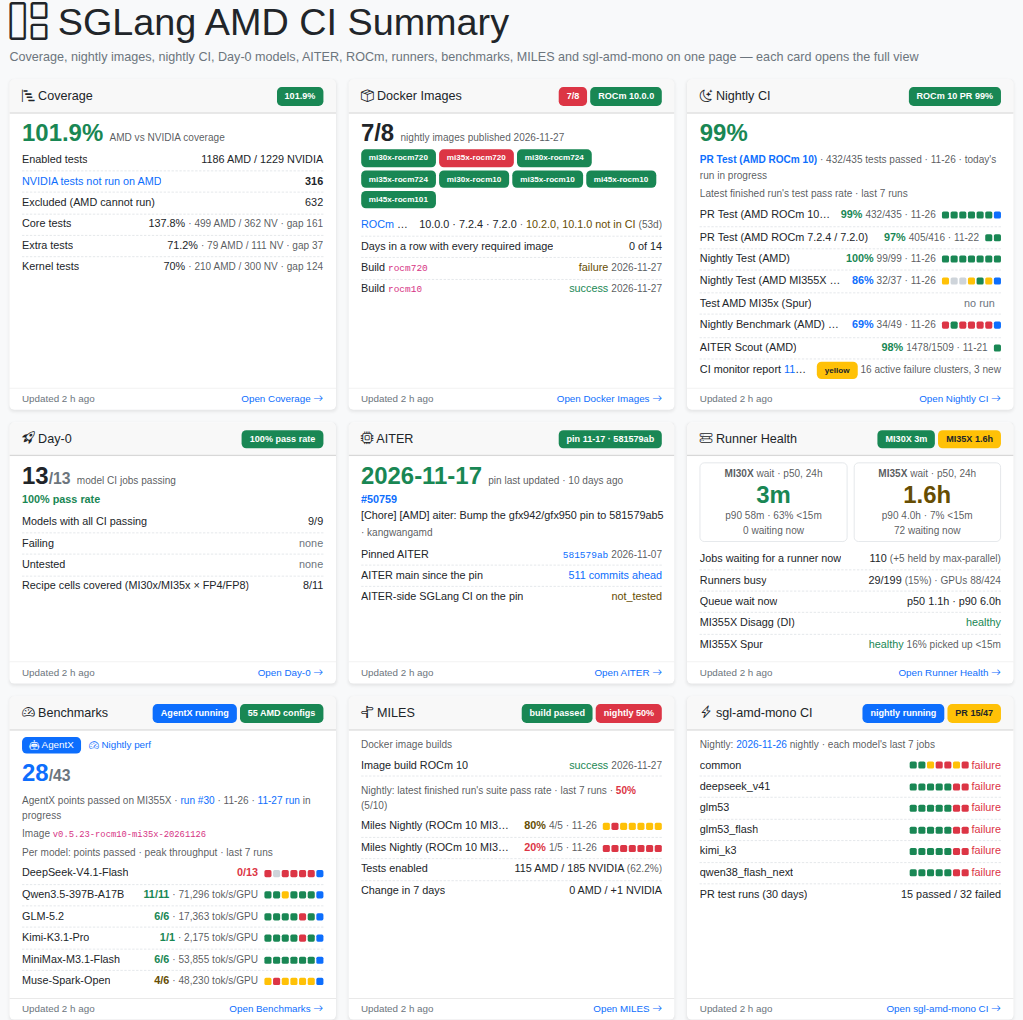 SGLang AMD CI Summary
Coverage, nightly images, nightly CI, Day-0 models, AITER, ROCm, runners, benchmarks, MILES and sgl-amd-mono on one page — each card opens the full view
Coverage 101.9%
101.9% AMD vs NVIDIA coverage
Enabled tests 1186 AMD / 1229 NVIDIA
NVIDIA tests not run on AMD 316
Excluded (AMD cannot run) 632
Core tests 137.8% · 499 AMD / 362 NV · gap 161
Extra tests 71.2% · 79 AMD / 111 NV · gap 37
Kernel tests 70% · 210 AMD / 300 NV · gap 124
Updated 2 h ago Open Coverage →
Docker Images 7/8 ROCm 10.0.0
7/8 nightly images published 2026-11-27
mi30x-rocm720 mi35x-rocm720 mi30x-rocm724
mi35x-rocm724 mi30x-rocm10 mi35x-rocm10 mi45x-rocm10
mi45x-rocm101
ROCm ... 10.0.0 · 7.2.4 · 7.2.0 · 10.2.0, 10.1.0 not in CI (53d)
Days in a row with every required image 0 of 14
Build rocm720 failure 2026-11-27
Build rocm10 success 2026-11-27
Updated 2 h ago Open Docker Images →
Nightly CI ROCm 10 PR 99%
99%
PR Test (AMD ROCm 10) · 432/435 tests passed · 11-26 · today's
run in progress
Latest finished run's test pass rate · last 7 runs
PR Test (AMD ROCm 10... 99% 432/435 · 11-26
PR Test (AMD ROCm 7.2.4 / 7.2.0) 97% 405/416 · 11-22
Nightly Test (AMD) 100% 99/99 · 11-26
Nightly Test (AMD MI355X ... 86% 32/37 · 11-26
Test AMD MI35x (Spur) no run
Nightly Benchmark (AMD) ... 69% 34/49 · 11-26
AITER Scout (AMD) 98% 1478/1509 · 11-21
CI monitor report 11... yellow 16 active failure clusters, 3 new
Updated 2 h ago Open Nightly CI →
Day-0 100% pass rate
13/13 model CI jobs passing
100% pass rate
Models with all CI passing 9/9
Failing none
Untested none
Recipe cells covered (MI30x/MI35x × FP4/FP8) 8/11
Updated 2 h ago Open Day-0 →
AITER pin 11-17 · 581579ab
2026-11-17 pin last updated · 10 days ago
#50759
[Chore] [AMD] aiter: Bump the gfx942/gfx950 pin to 581579ab5
· kangwangamd
Pinned AITER 581579ab 2026-11-07
AITER main since the pin 511 commits ahead
AITER-side SGLang CI on the pin not_tested
Updated 2 h ago Open AITER →
Runner Health MI30X 3m MI35X 1.6h
MI30X wait · p50, 24h
3m
p90 58m · 63% <15m
0 waiting now
MI35X wait · p50, 24h
1.6h
p90 4.0h · 7% <15m
72 waiting now
Jobs waiting for a runner now 110 (+5 held by max-parallel)
Runners busy 29/199 (15%) · GPUs 88/424
Queue wait now p50 1.1h · p90 6.0h
MI355X Disagg (DI) healthy
MI355X Spur healthy 16% picked up <15m
Updated 2 h ago Open Runner Health →
Benchmarks AgentX running 55 AMD configs
AgentX Nightly perf
28/43
AgentX points passed on MI355X · run #30 · 11-26 · 11-27 run in
progress
Image v0.5.23-rocm10-mi35x-20261126
Per model: points passed · peak throughput · last 7 runs
DeepSeek-V4.1-Flash 0/13
Qwen3.5-397B-A17B 11/11 · 71,296 tok/s/GPU
GLM-5.2 6/6 · 17,363 tok/s/GPU
Kimi-K3.1-Pro 1/1 · 2,175 tok/s/GPU
MiniMax-M3.1-Flash 6/6 · 53,855 tok/s/GPU
Muse-Spark-Open 4/6 · 48,230 tok/s/GPU
Updated 2 h ago Open Benchmarks →
MILES build passed nightly 50%
Docker image builds
Image build ROCm 10 success 2026-11-27
Nightly: latest finished run's suite pass rate · last 7 runs · 50%
(5/10)
Miles Nightly (ROCm 10 MI3... 80% 4/5 · 11-26
Miles Nightly (ROCm 10 MI3... 20% 1/5 · 11-26
Tests enabled 115 AMD / 185 NVIDIA (62.2%)
Change in 7 days 0 AMD / +1 NVIDIA
Updated 2 h ago Open MILES →
sgl-amd-mono CI nightly running PR 15/47
Nightly: 2026-11-26 nightly · each model's last 7 jobs
common failure
deepseek_v41 failure
glm53 failure
glm53_flash failure
kimi_k3 failure
qwen38_flash_next failure
PR test runs (30 days) 15 passed / 32 failed
Updated 2 h ago Open sgl-amd-mono CI →